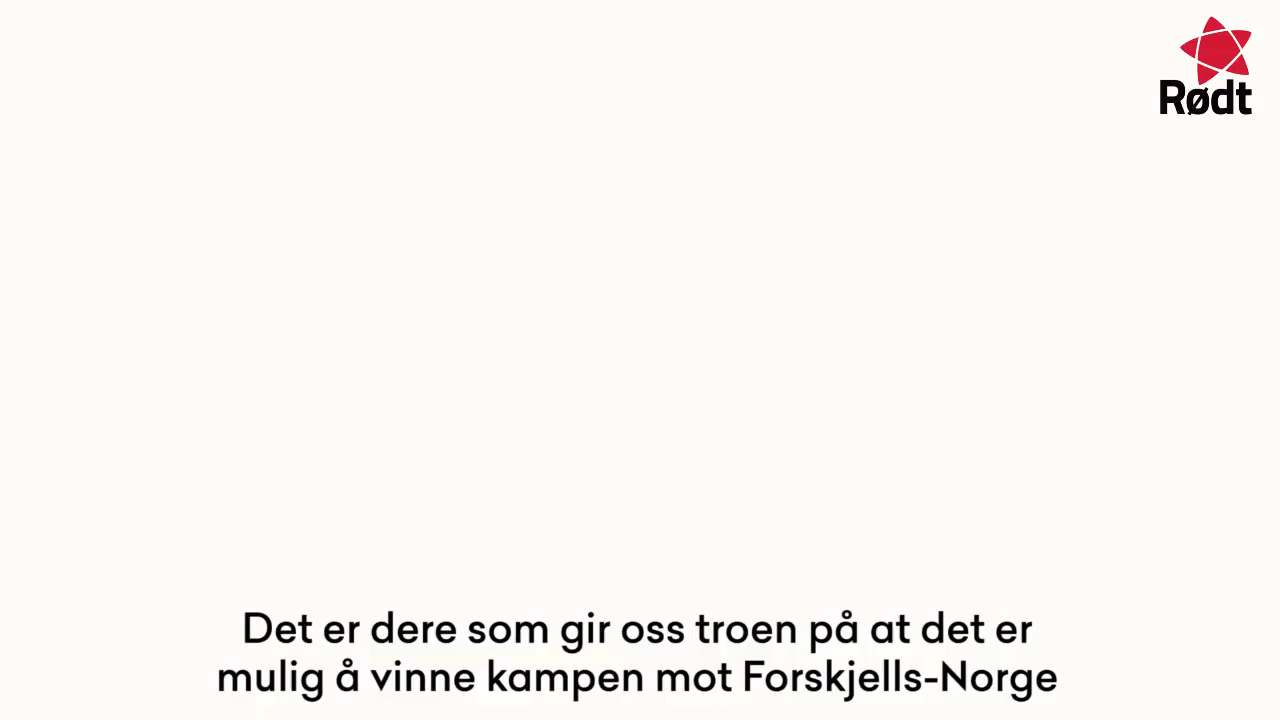 Rødt
Det er dere som gir oss troen på at det er
mulig å vinne kampen mot Forskjells-Norge